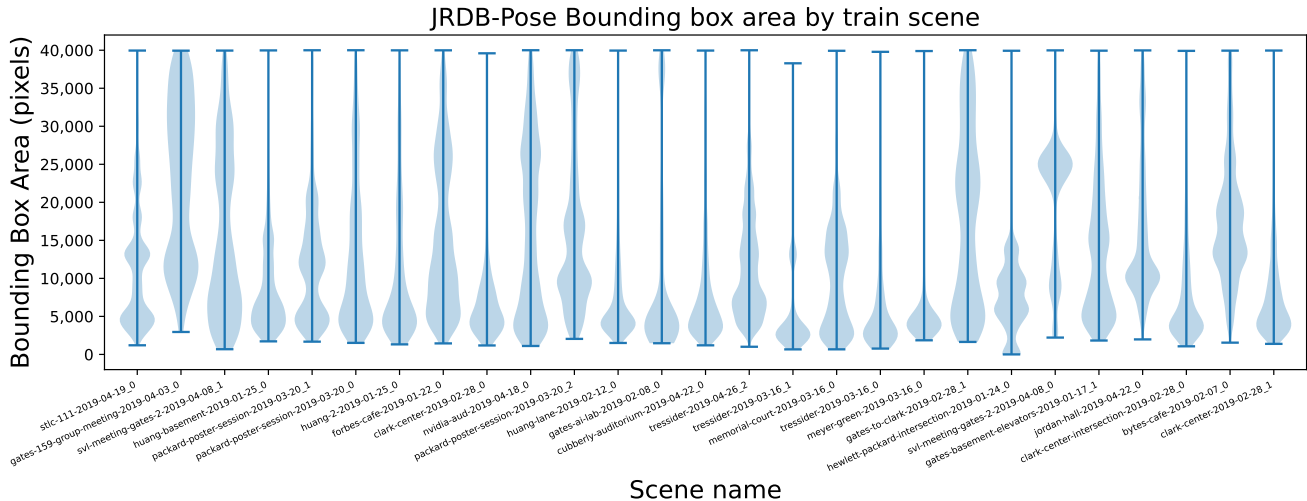 JRDB-Pose Bounding box area by train scene
Bounding Box Area (pixels)
40,000
35,000
30,000
25,000
20,000
15,000
10,000
5,000
0
stlc-111-2019-04-19_0
gates-159-group-meeting-2019-04-03_0
svl-meeting-gates-2-2019-04-08_1
huang-basement-2019-01-25_0
packard-poster-session-2019-03-20_1
packard-poster-session-2019-03-20_0
huang-2-2019-01-25_0
forbes-cafe-2019-01-22_0
clark-center-2019-02-28_0
nvidia-aud-2019-04-18_0
packard-poster-session-2019-03-20_2
huang-lane-2019-02-12_0
gates-ai-lab-2019-02-08_0
cubberly-auditorium-2019-04-22_0
tressider-2019-04-26_2
tressider-2019-03-16_1
memorial-court-2019-03-16_0
tressider-2019-03-16_0
meyer-green-2019-03-16_0
gates-to-clark-2019-02-28_1
hewlett-packard-intersection-2019-01-24_0
svl-meeting-gates-2-2019-04-08_0
gates-basement-elevators-2019-01-17_1
jordan-hall-2019-04-22_0
clark-center-intersection-2019-02-28_0
bytes-cafe-2019-02-07_0
clark-center-2019-02-28_1
Scene name